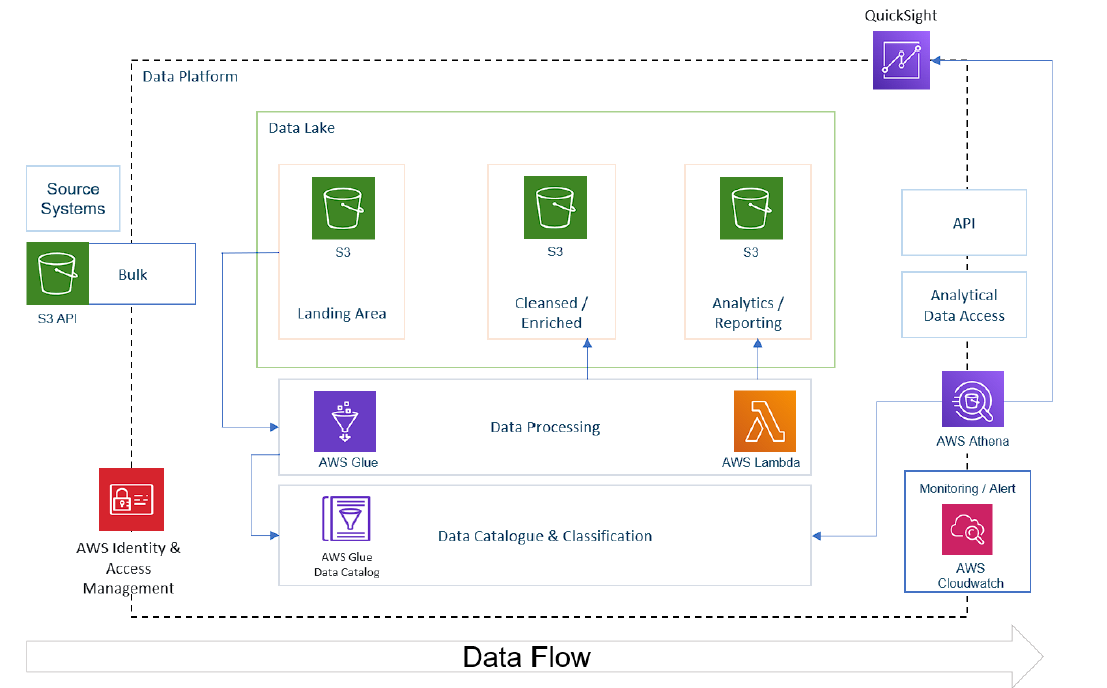 QuickSight
Data Platform
Data Lake
Source
Systems
Bulk
S3 API
S3
Landing Area
S3
Cleansed /
Enriched
S3
Analytics /
Reporting
API
Analytical
Data Access
AWS Glue
Data Processing
AWS Lambda
AWS Athena
AWS Identity &
Access
Management
AWS Glue
Data Catalog
Data Catalogue & Classification
Monitoring / Alert
AWS
Cloudwatch
Data Flow